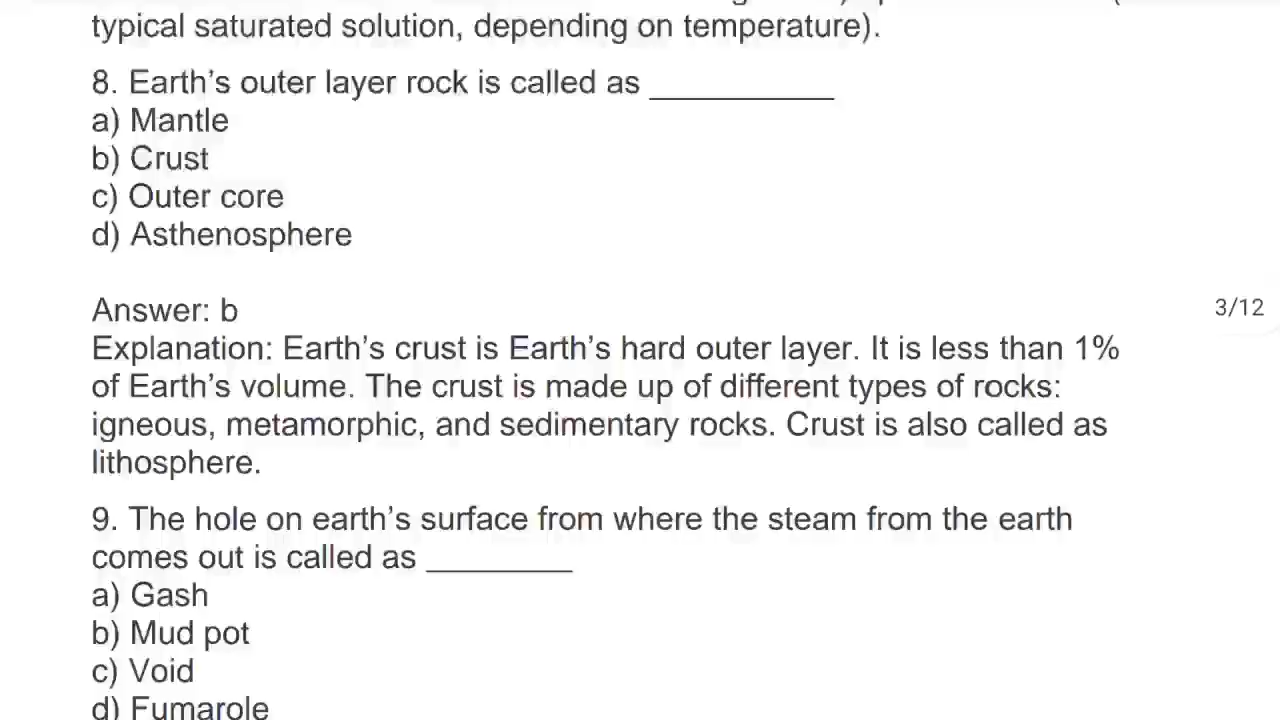 typical saturated solution, depending on temperature).
8. Earth's outer layer rock is called as ___________
a) Mantle
b) Crust
c) Outer core
d) Asthenosphere
Answer: b
3/12
Explanation: Earth's crust is Earth's hard outer layer. It is less than 1%
of Earth's volume. The crust is made up of different types of rocks:
igneous, metamorphic, and sedimentary rocks. Crust is also called as
lithosphere.
9. The hole on earth's surface from where the steam from the earth
comes out is called as _________
a) Gash
b) Mud pot
c) Void
d) Fumarole